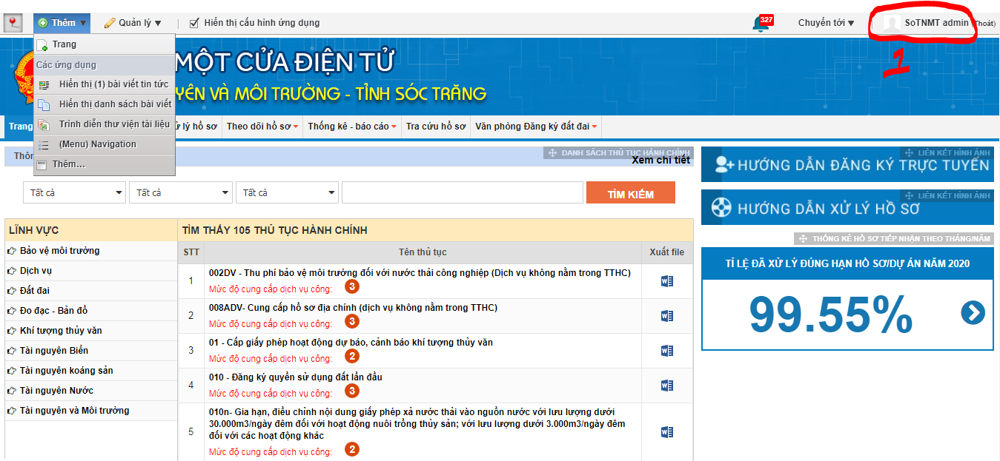 Thêm ▼ Quản lý ▼ | Hiển thị cấu hình ứng dụng 327 Chuyển tới ▼ SoTNMT admin (Thoát)
1
Trang
Các ứng dụng
Hiển thị (1) bài viết tin tức
Hiển thị danh sách bài viết
Trình diễn thư viện tài liệu
(Menu) Navigation
Thêm...
MỘT CỬA ĐIỆN TỬ
YÊN VÀ MÔI TRƯỜNG - TỈNH SÓC TRĂNG
Trang ử lý hồ sơ Theo dõi hồ sơ Thống kê - báo cáo Tra cứu hồ sơ Văn phòng Đăng ký đất đai
Thôn DANH SÁCH THỦ TỤC HÀNH CHÍNH
Xem chi tiết
Tất cả Tất cả Tất cả TÌM KIẾM
LĨNH VỰC
Bảo vệ môi trường
Dịch vụ
Đất đai
Đo đạc - Bản đồ
Khí tượng thủy văn
Tài nguyên Biển
Tài nguyên koáng sản
Tài nguyên Nước
Tài nguyên và Môi trường
TÌM THẤY 105 THỦ TỤC HÀNH CHÍNH
STT Tên thủ tục Xuất file
1 002DV - Thu phí bảo vệ môi trường đối với nước thải công nghiệp (Dịch vụ không nằm trong TTHC)
Mức độ cung cấp dịch vụ công: 3
2 008ADV- Cung cấp hồ sơ địa chính (dịch vụ không nằm trong TTHC)
Mức độ cung cấp dịch vụ công: 3
3 01 - Cấp giấy phép hoạt động dự báo, cảnh báo khí tượng thủy văn
Mức độ cung cấp dịch vụ công: 2
4 010 - Đăng ký quyền sử dụng đất lần đầu
Mức độ cung cấp dịch vụ công: 3
5 010n- Gia hạn, điều chỉnh nội dung giấy phép xả nước thải vào nguồn nước với lưu lượng dưới
30.000m3/ngày đêm đối với hoạt động nuôi trồng thủy sản; với lưu lượng dưới 3.000m3/ngày đêm
đối với các hoạt động khác
Mức độ cung cấp dịch vụ công: 2
LIÊN KẾT HÌNH ẢNH
HƯỚNG DẪN ĐĂNG KÝ TRỰC TUYẾN
LIÊN KẾT HÌNH ẢNH
HƯỚNG DẪN XỬ LÝ HỒ SƠ
THỐNG KÊ HỒ SƠ TIẾP NHẬN THEO THÁNG/NĂM
TỈ LỆ ĐÃ XỬ LÝ ĐÚNG HẠN HỒ SƠ/DỰ ÁN NĂM 2020
99.55%